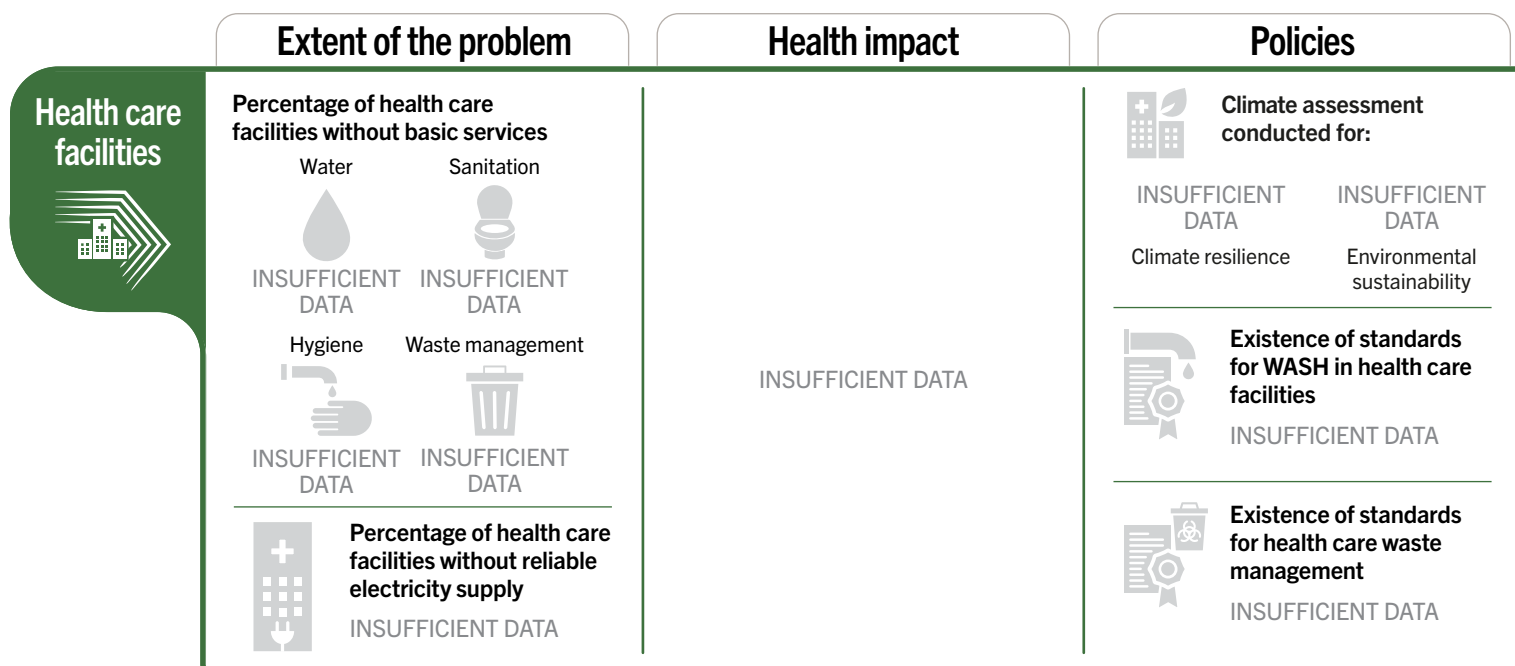 Extent of the problem
Health impact
Policies
Health care
facilities
Percentage of health care
facilities without basic services
Water
Sanitation
INSUFFICIENT
DATA
INSUFFICIENT
DATA
Hygiene
Waste management
INSUFFICIENT
DATA
INSUFFICIENT
DATA
Percentage of health care
facilities without reliable
electricity supply
INSUFFICIENT DATA
INSUFFICIENT DATA
Climate assessment
conducted for:
INSUFFICIENT
DATA
Climate resilience
INSUFFICIENT
DATA
Environmental
sustainability
Existence of standards
for WASH in health care
facilities
INSUFFICIENT DATA
Existence of standards
for health care waste
management
INSUFFICIENT DATA